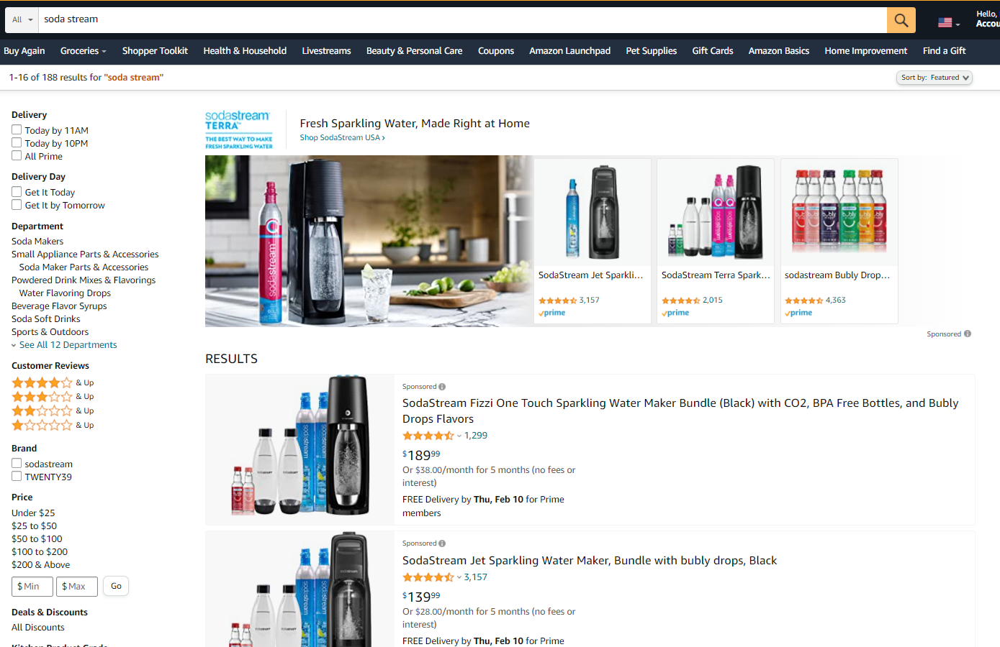 All
soda stream
Hello,
Accou
Buy Again
Groceries
Shopper Toolkit
Health & Household
Livestreams
Beauty & Personal Care
Coupons
Amazon Launchpad
Pet Supplies
Gift Cards
Amazon Basics
Home Improvement
Find a Gift
1-16 of 188 results for "soda stream"
Sort by: Featured
Delivery
Today by 11AM
Today by 10PM
All Prime
Delivery Day
Get It Today
Get It by Tomorrow
Department
Soda Makers
Small Appliance Parts & Accessories
Soda Maker Parts & Accessories
Powdered Drink Mixes & Flavorings
Water Flavoring Drops
Beverage Flavor Syrups
Soda Soft Drinks
Sports & Outdoors
See All 12 Departments
Customer Reviews
& Up
& Up
& Up
& Up
Brand
sodastream
TWENTY39
Price
Under $25
$25 to $50
$50 to $100
$100 to $200
$200 & Above
$ Min
$ Max
Go
Deals & Discounts
All Discounts
Kitchen Product Grade
sodastream
TERRA™
THE BEST WAY TO MAKE
FRESH SPARKLING WATER
Fresh Sparkling Water, Made Right at Home
Shop SodaStream USA ›
sodastream
SodaStream Jet Sparkli...
3,157
prime
SodaStream Terra Spark...
2,015
prime
sodastream Bubly Drop...
4,363
prime
Sponsored
RESULTS
Sponsored
SodaStream Fizzi One Touch Sparkling Water Maker Bundle (Black) with CO2, BPA Free Bottles, and Bubly
Drops Flavors
1,299
$18999
Or $38.00/month for 5 months (no fees or
interest)
FREE Delivery by Thu, Feb 10 for Prime
members
Sponsored
SodaStream Jet Sparkling Water Maker, Bundle with bubly drops, Black
3,157
$13999
Or $28.00/month for 5 months (no fees or
interest)
FREE Delivery by Thu, Feb 10 for Prime